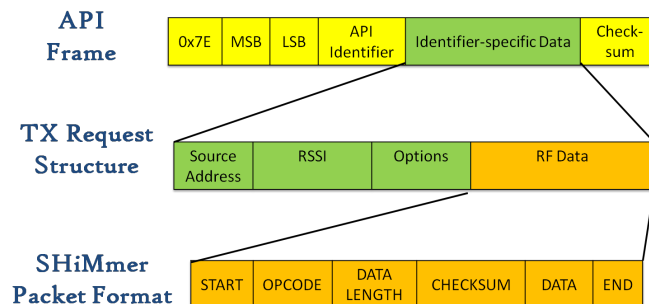 API
Frame
0x7E MSB LSB API Identifier Identifier-specific Data Check-sum
TX Request
Structure
Source Address RSSI Options RF Data
SHiMmer
Packet Format
START OPCODE DATA LENGTH CHECKSUM DATA END